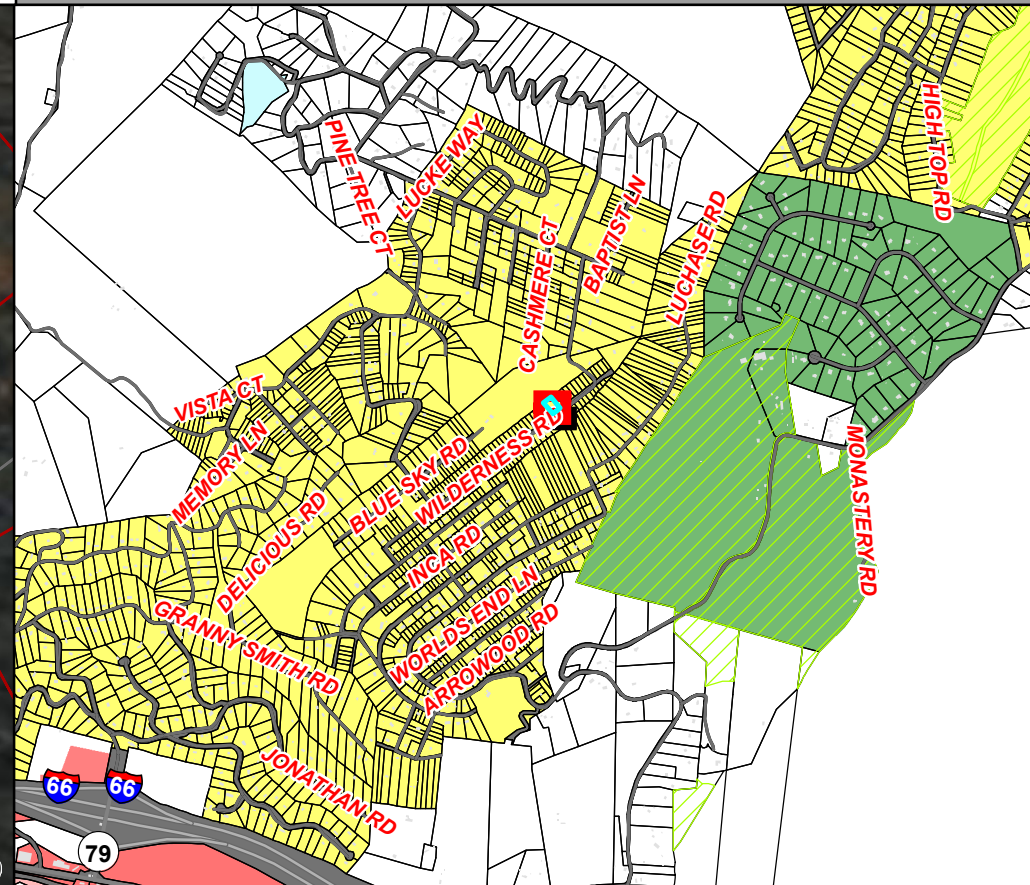 HIGH TOP RD
PINE TREE CT
LUCKE WAY
BAPTIST LN
LUCHASE RD
CASHMERE CT
VISTA CT
MEMORY LN
BLUE SKY RD
WILDERNESS RD
MONASTERY RD
DELICIOUS RD
INCA RD
WORLDS END LN
GRANNY SMITH RD
ARROWOOD RD
JONATHAN RD
66
66
79